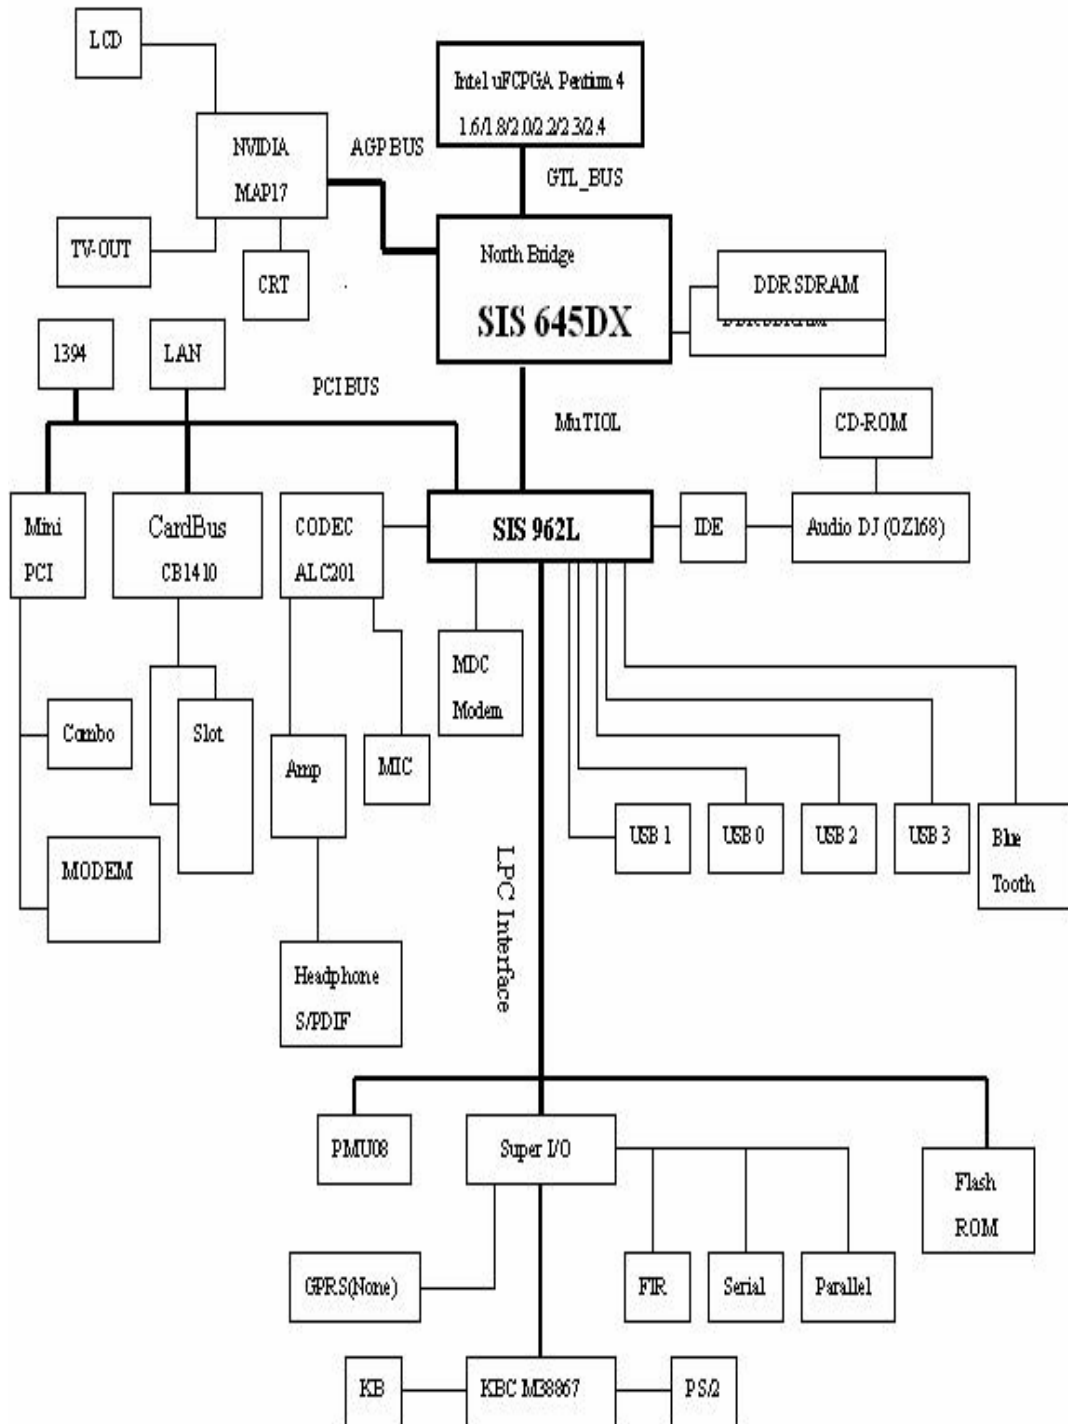 LCD
Intel uFCPGA Pentium 4
1.6/1.8/2.0/2.2/2.3/2.4
NVIDIA
MAP17
AGP BUS
GTL_BUS
TV-OUT
CRT
North Bridge
SIS 645DX
DDR SDRAM
DDR SDRAM
1394
LAN
PCI BUS
MuTIOL
CD-ROM
Mini
PCI
CardBus
CB1410
CODEC
ALC201
SIS 962L
IDE
Audio DJ (OZ168)
MDC
Modem
Combo
Slot
Amp
MIC
MODEM
USB 1
USB 0
USB 2
USB 3
Blue
Tooth
LPC Interface
Headphone
S/PDIF
PMU08
Super I/O
Flash
ROM
GPRS(None)
FIR
Serial
Parallel
KB
KBC M38867
PS/2